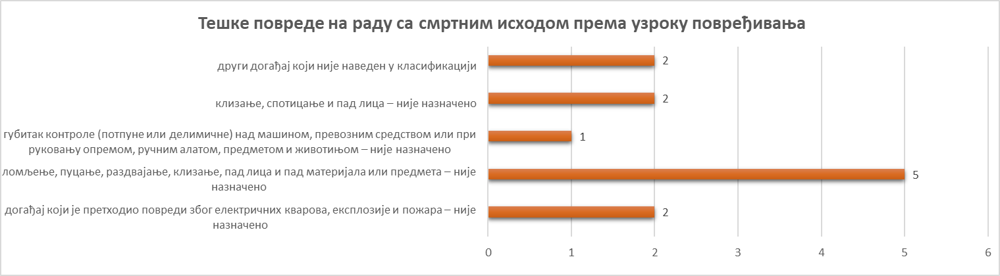 Тешке повреде на раду са смртним исходом према узроку повређивања
други догађај који није наведен у класификацији
2
клизање, спотицање и пад лица – није назначено
2
губитак контроле (потпуне или делимичне) над машином, превозним средством или при
руковању опремом, ручним алатом, предметом и животињом – није назначено
1
ломљење, пуцање, раздвајање, клизање, пад лица и пад материјала или предмета – није
назначено
5
догађај који је претходио повреди због електричних кварова, експлозије и пожара – није
назначено
2
0 1 2 3 4 5 6